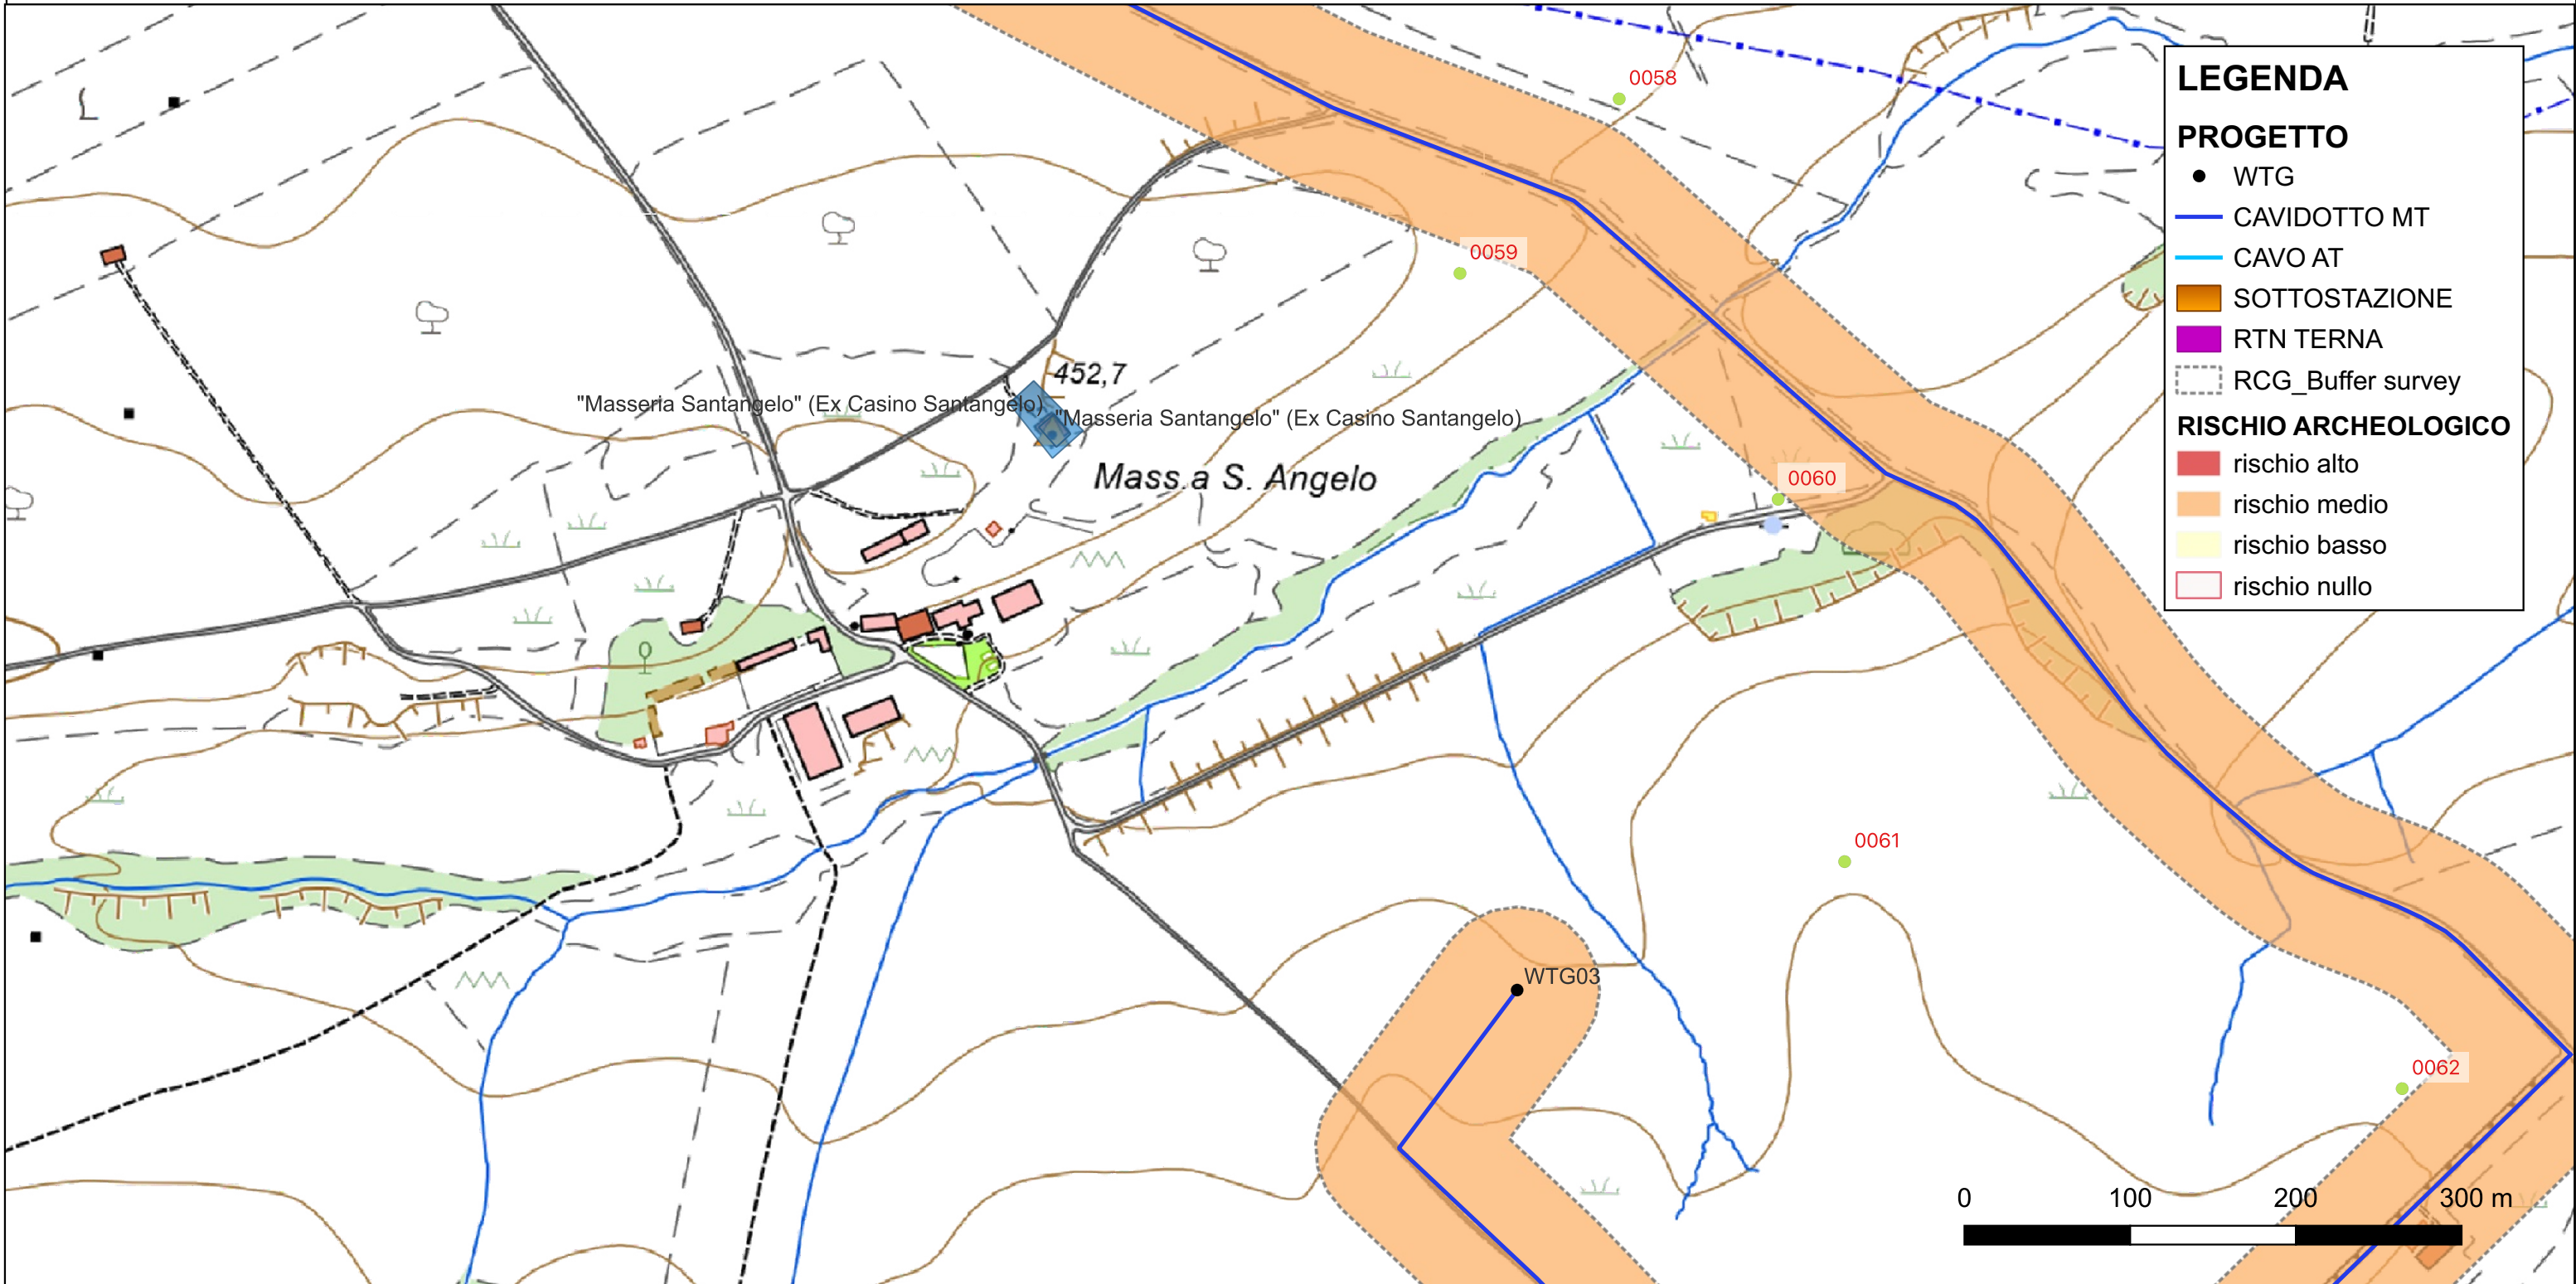 0058
0059
452,7
"Masseria Santangelo" (Ex Casino Santangelo)
"Masseria Santangelo" (Ex Casino Santangelo)
Mass.a S. Angelo
0060
0061
WTG03
0062
LEGENDA
PROGETTO
WTG
CAVIDOTTO MT
CAVO AT
SOTTOSTAZIONE
RTN TERNA
RCG_Buffer survey
RISCHIO ARCHEOLOGICO
rischio alto
rischio medio
rischio basso
rischio nullo
0 100 200 300 m